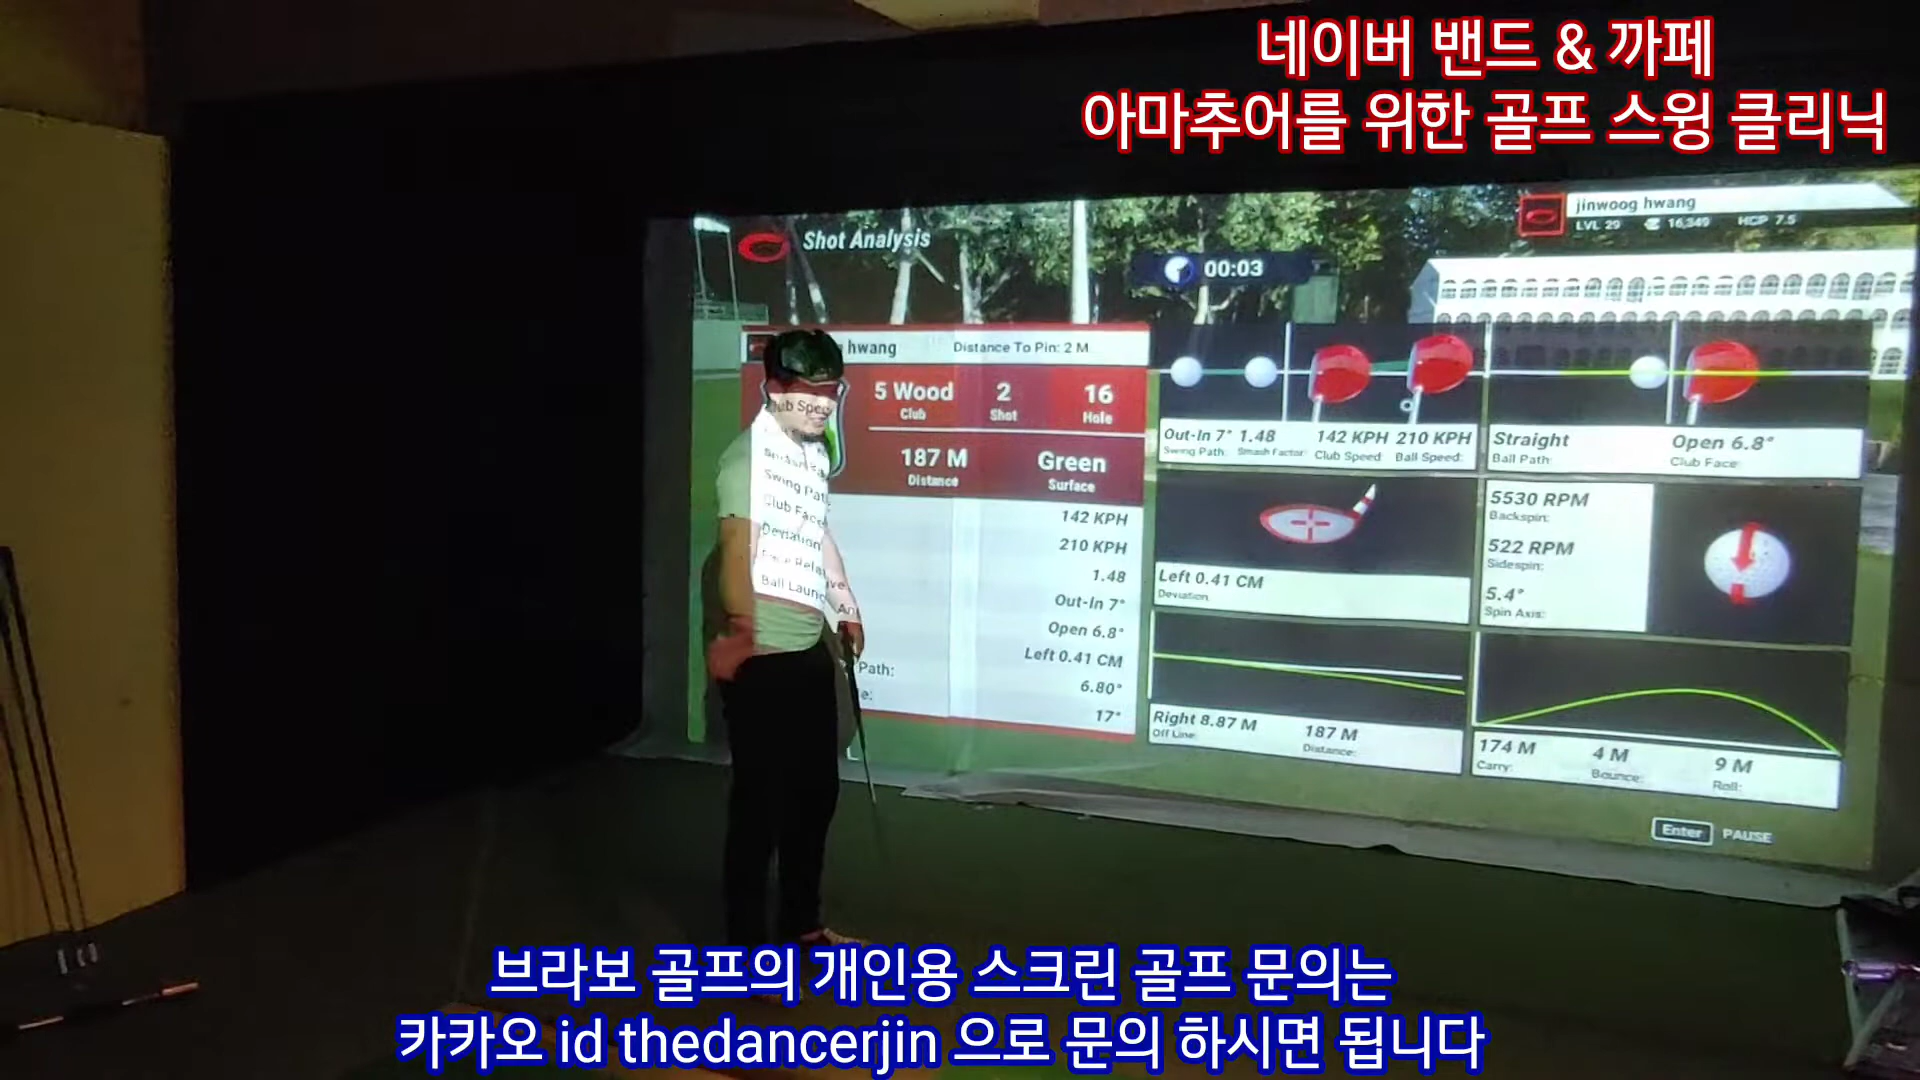 네이버 밴드 & 까페
아마추어를 위한 골프 스윙 클리닉
jinwoog hwang
LVL 29 16,349 HCP 7.5
Shot Analysis
00:03
hwang Distance To Pin: 2 M
5 Wood 2 16
Club Shot Hole
187 M Green
Distance Surface
Club Speed
142 KPH
210 KPH
1.48
Swing Path: Out-In 7°
Club Face Open 6.8°
Deviation Left 0.41 CM
Path: 6.80°
Ball Launch 17°
Out-In 7° 1.48 142 KPH 210 KPH
Swing Path: Smash Factor: Club Speed: Ball Speed:
Straight Open 6.8°
Ball Path: Club Face:
Left 0.41 CM
Deviation:
5530 RPM
Backspin:
522 RPM
Sidespin:
5.4°
Spin Axis:
Right 8.87 M 187 M
Off Line: Distance:
174 M 4 M 9 M
Carry: Bounce: Roll:
Enter PAUSE
브라보 골프의 개인용 스크린 골프 문의는
카카오 id thedancerjin 으로 문의 하시면 됩니다